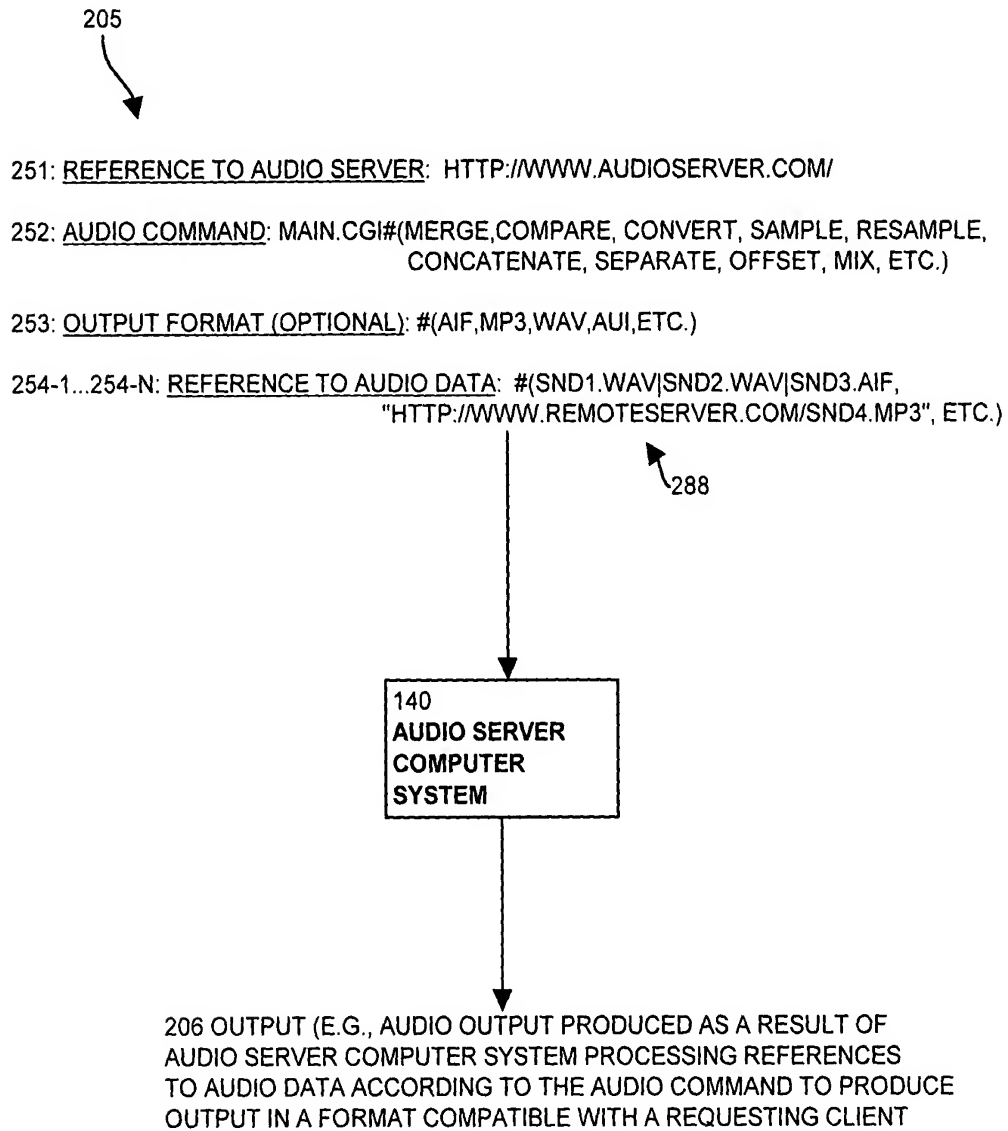 205
251: REFERENCE TO AUDIO SERVER: HTTP://WWW.AUDIOSERVER.COM/
252: AUDIO COMMAND: MAIN.CGI#(MERGE,COMPARE, CONVERT, SAMPLE, RESAMPLE,
CONCATENATE, SEPARATE, OFFSET, MIX, ETC.)
253: OUTPUT FORMAT (OPTIONAL): #(AIF,MP3,WAV,AUI,ETC.)
254-1...254-N: REFERENCE TO AUDIO DATA: #(SND1.WAV|SND2.WAV|SND3.AIF,
"HTTP://WWW.REMOTESERVER.COM/SND4.MP3", ETC.)
288
140
AUDIO SERVER
COMPUTER
SYSTEM
206 OUTPUT (E.G., AUDIO OUTPUT PRODUCED AS A RESULT OF
AUDIO SERVER COMPUTER SYSTEM PROCESSING REFERENCES
TO AUDIO DATA ACCORDING TO THE AUDIO COMMAND TO PRODUCE
OUTPUT IN A FORMAT COMPATIBLE WITH A REQUESTING CLIENT